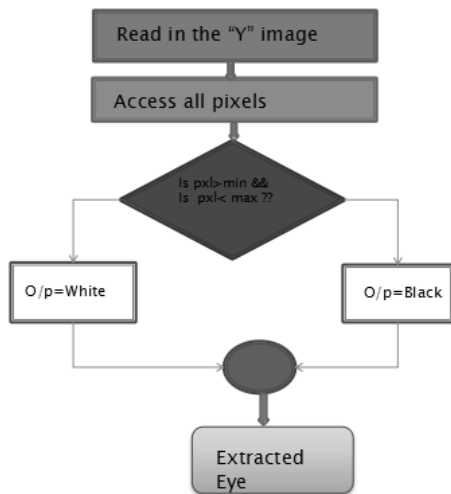 Read in the “Y” image
Access all pixels
Is pxl>min &&
Is pxl< max ??
O/p=White
O/p=Black
Extracted
Eye